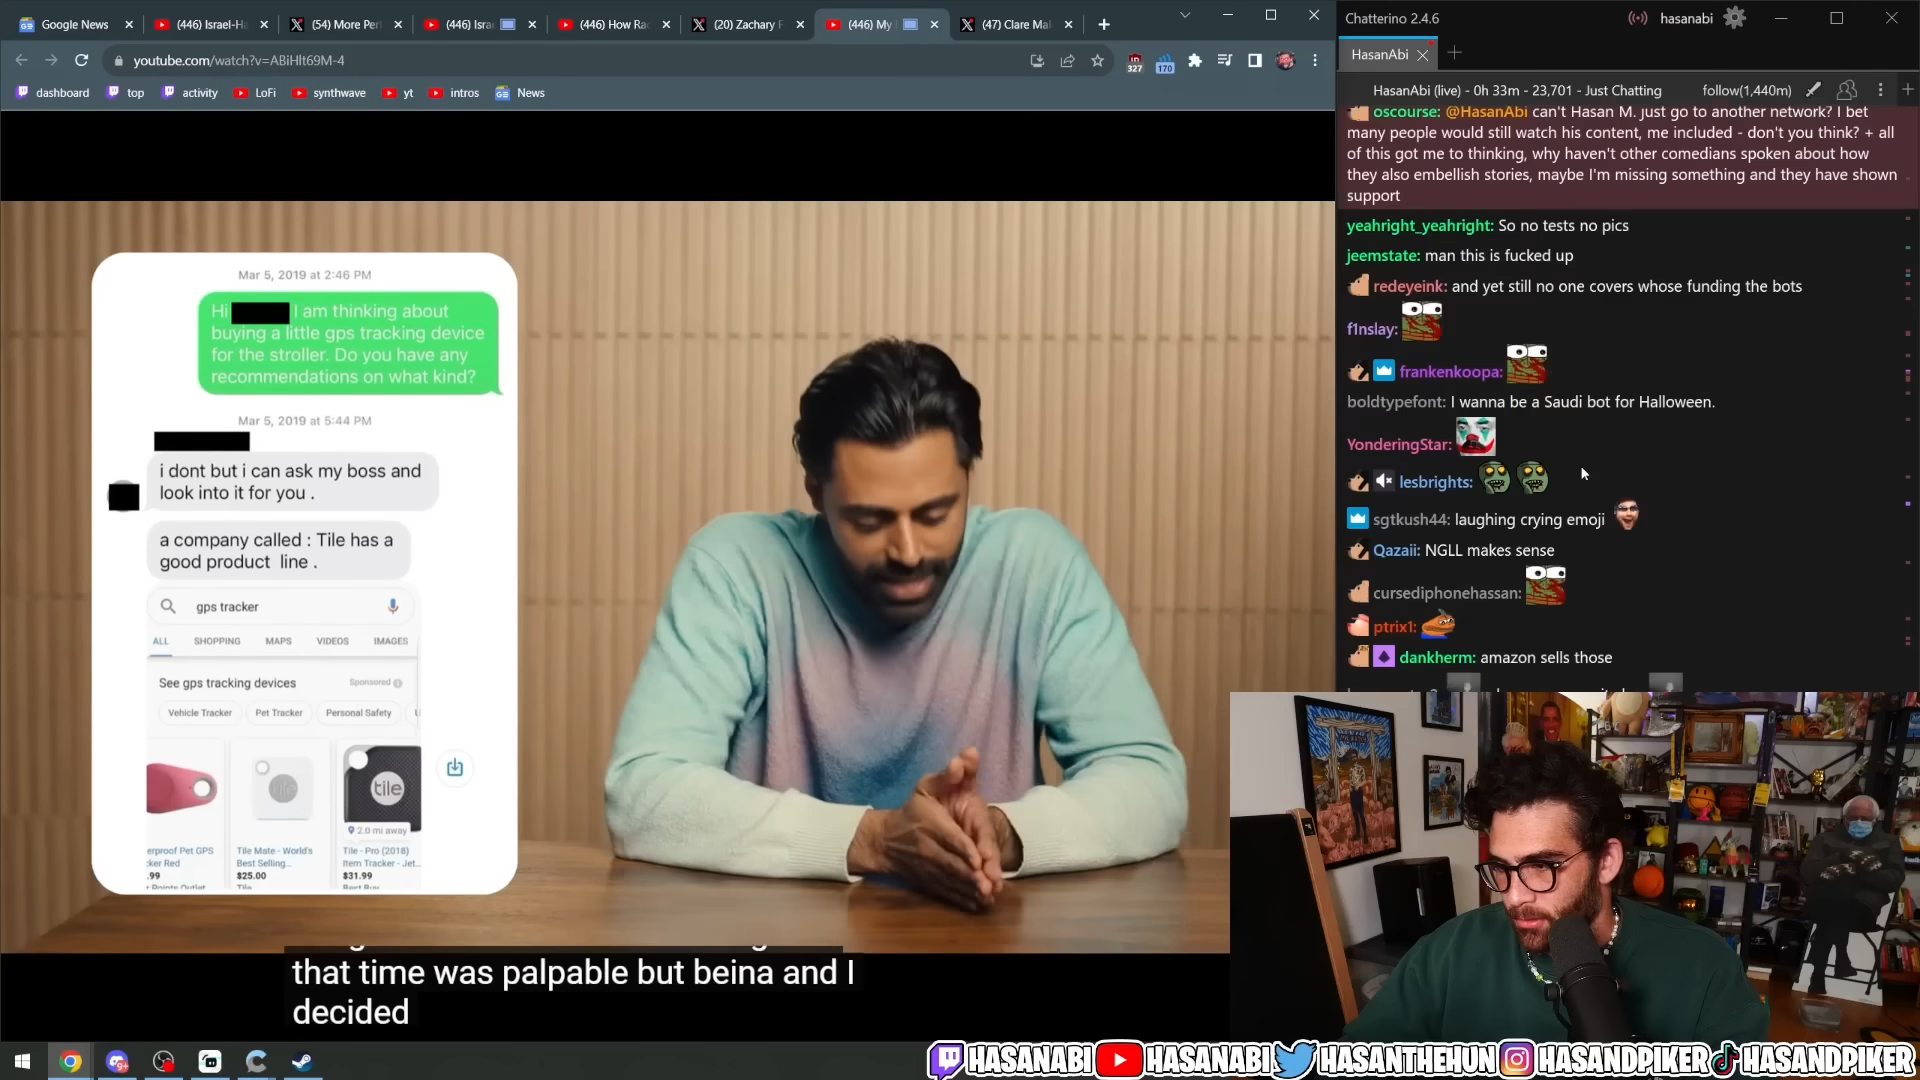 Google News
(446) Israel-Ha
(54) More Per
(446) Isra
(446) How Ra
(20) Zachary F
(446) My
(47) Clare Mal
youtube.com/watch?v=ABiHlt69M-4
327
170
dashboard
top
activity
LoFi
synthwave
yt
intros
News
Mar 5, 2019 at 2:46 PM
Hi I am thinking about
buying a little gps tracking device
for the stroller. Do you have any
recommendations on what kind?
Mar 5, 2019 at 5:44 PM
i dont but i can ask my boss and
look into it for you .
a company called : Tile has a
good product line .
gps tracker
ALL SHOPPING MAPS VIDEOS IMAGES
See gps tracking devices
Sponsored
Vehicle Tracker
Pet Tracker
Personal Safety
tile
2.0 mi away
erproof Pet GPS
cker Red
.99
Tile Mate - World's
Best Selling...
$25.00
Tile
Tile - Pro (2018)
Item Tracker - Jet...
$31.99
Best Buy
that time was palpable but beina and I
decided
Chatterino 2.4.6
hasanabi
HasanAbi
HasanAbi (live) - 0h 33m - 23,701 - Just Chatting
follow(1,440m)
oscourse: @HasanAbi can't Hasan M. just go to another network? I bet
many people would still watch his content, me included - don't you think? + all
of this got me to thinking, why haven't other comedians spoken about how
they also embellish stories, maybe I'm missing something and they have shown
support
yeahright_yeahright: So no tests no pics
jeemstate: man this is fucked up
redeyeink: and yet still no one covers whose funding the bots
f1nslay:
frankenkoopa:
boldtypefont: I wanna be a Saudi bot for Halloween.
YonderingStar:
lesbrights:
sgtkush44: laughing crying emoji
Qazaii: NGLL makes sense
cursediphonehassan:
ptrix1:
dankherm: amazon sells those
HASANABI
HASANABI
HASANTHEHUN
HASANDPIKER
HASANDPIKER